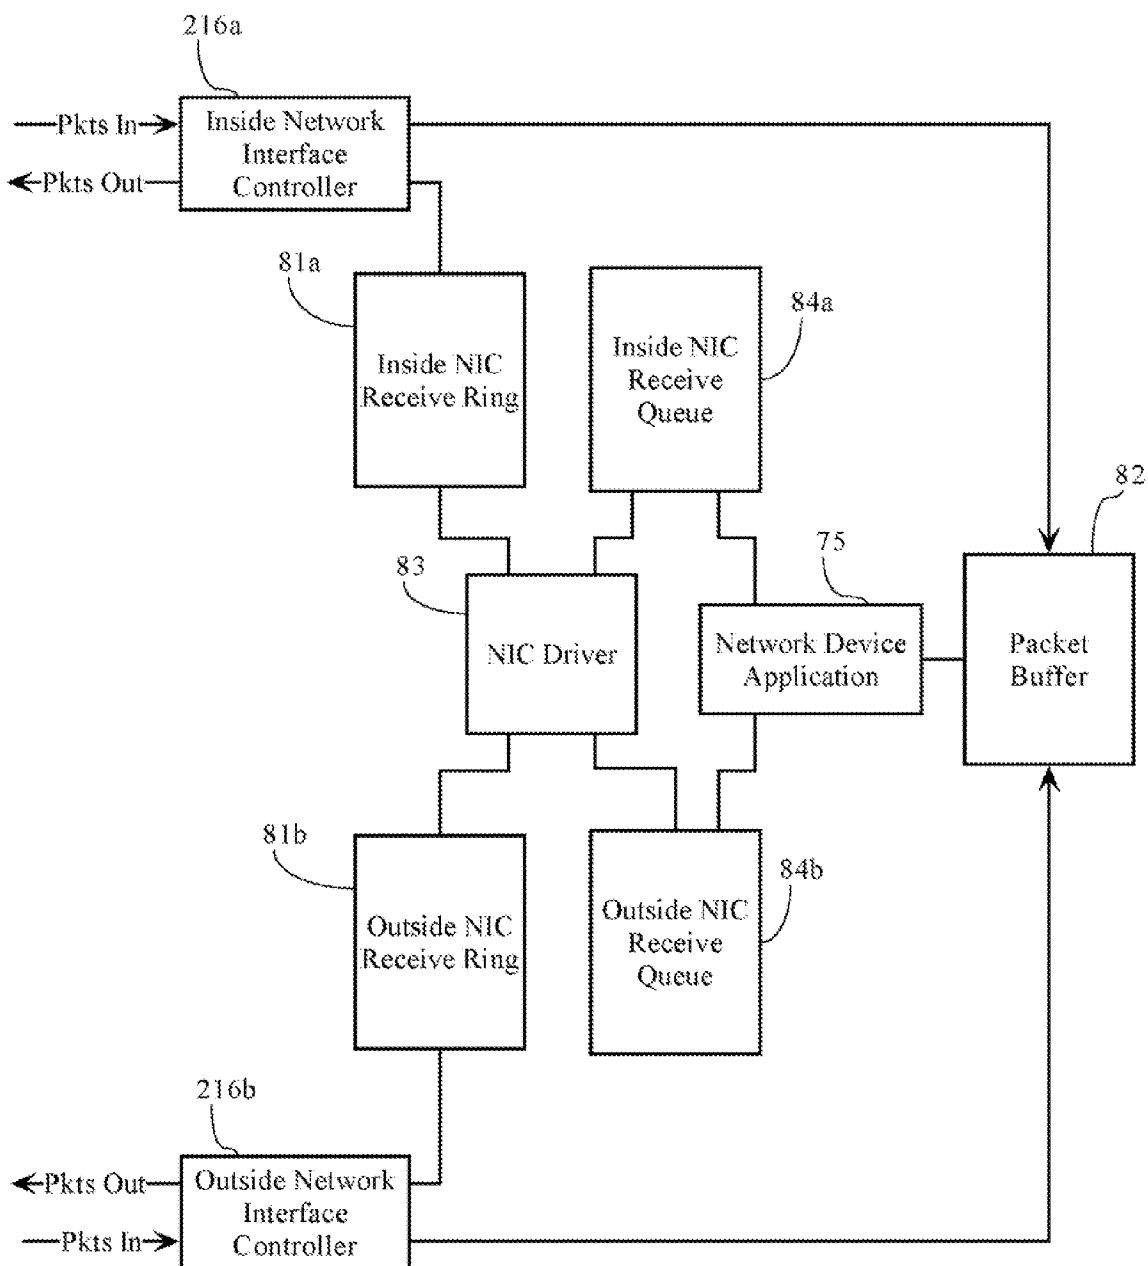 216a
Pkts In
Inside Network
Interface
Controller
Pkts Out
81a
84a
Inside NIC
Receive Ring
Inside NIC
Receive
Queue
82
83
75
NIC Driver
Network Device
Application
Packet
Buffer
81b
84b
Outside NIC
Receive Ring
Outside NIC
Receive
Queue
216b
Pkts Out
Outside Network
Interface
Controller
Pkts In